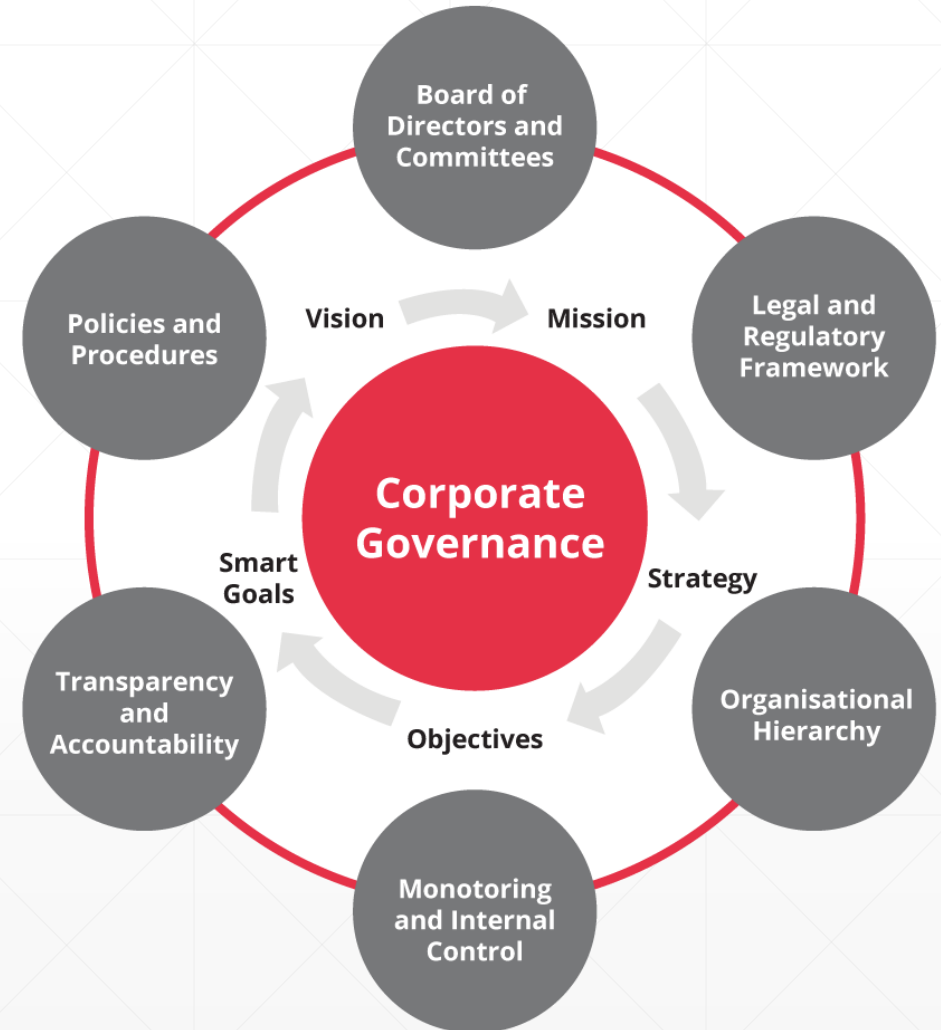 Board of
Directors and
Committees
Policies and
Procedures
Vision
Mission
Legal and
Regulatory
Framework
Corporate
Governance
Smart
Goals
Strategy
Transparency
and
Accountability
Objectives
Organisational
Hierarchy
Monotoring
and Internal
Control